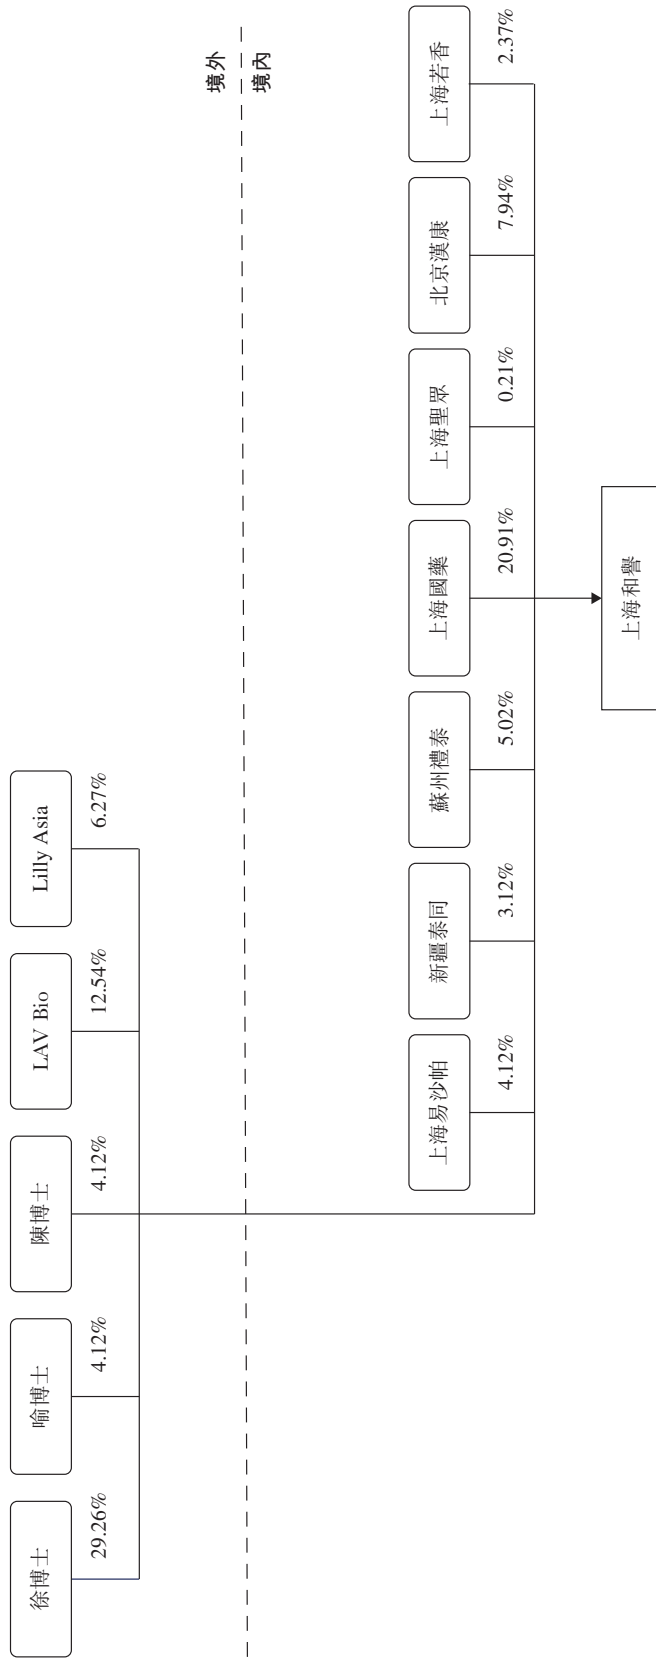 徐博士
喻博士
陳博士
LAV Bio
Lilly Asia
29.26%
4.12%
4.12%
12.54%
6.27%
境外
境內
上海易沙帕
新疆泰同
蘇州禮泰
上海國藥
上海聖眾
北京漢康
上海若香
4.12%
3.12%
5.02%
20.91%
0.21%
7.94%
2.37%
上海和譽